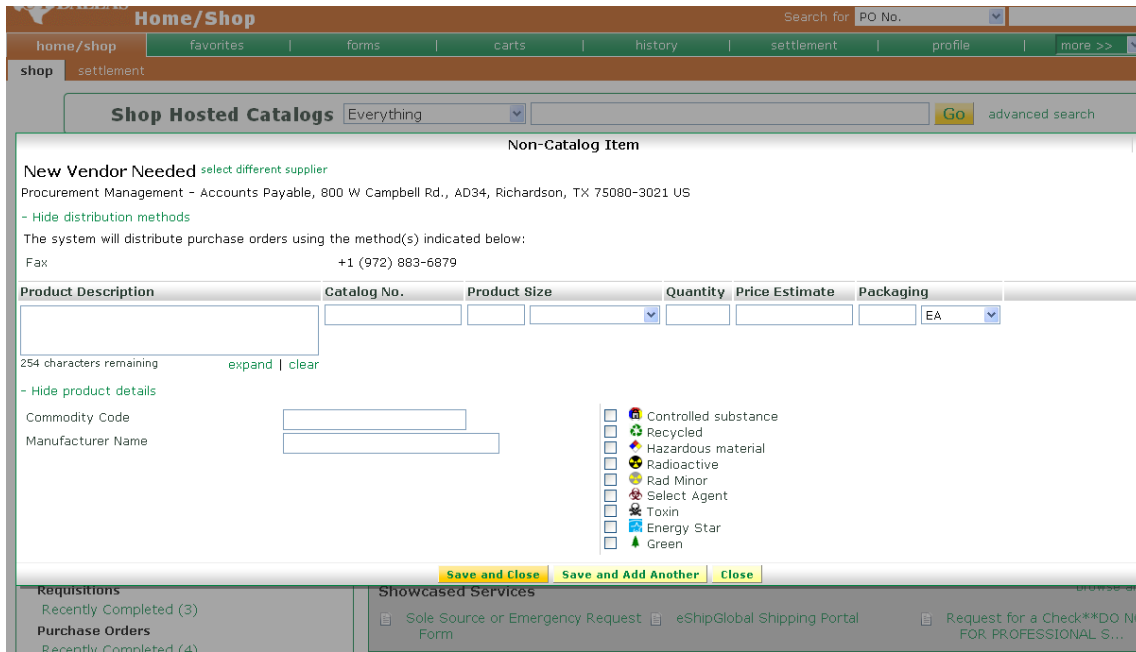 DALLAS
Home/Shop
Search for PO No.
home/shop favorites | forms | carts | history | settlement | profile | more >>
shop settlement
Shop Hosted Catalogs Everything Go advanced search
Non-Catalog Item
New Vendor Needed select different supplier
Procurement Management - Accounts Payable, 800 W Campbell Rd., AD34, Richardson, TX 75080-3021 US
- Hide distribution methods
The system will distribute purchase orders using the method(s) indicated below:
Fax +1 (972) 883-6879
Product Description Catalog No. Product Size Quantity Price Estimate Packaging
EA
254 characters remaining expand | clear
- Hide product details
Commodity Code
Manufacturer Name
Controlled substance
Recycled
Hazardous material
Radioactive
Rad Minor
Select Agent
Toxin
Energy Star
Green
Save and Close Save and Add Another Close
Requisitions
Recently Completed (3)
Purchase Orders
Recently Completed (4)
Showcased Services
Sole Source or Emergency Request Form
eShipGlobal Shipping Portal
Request for a Check**DO NO
FOR PROFESSIONAL S...